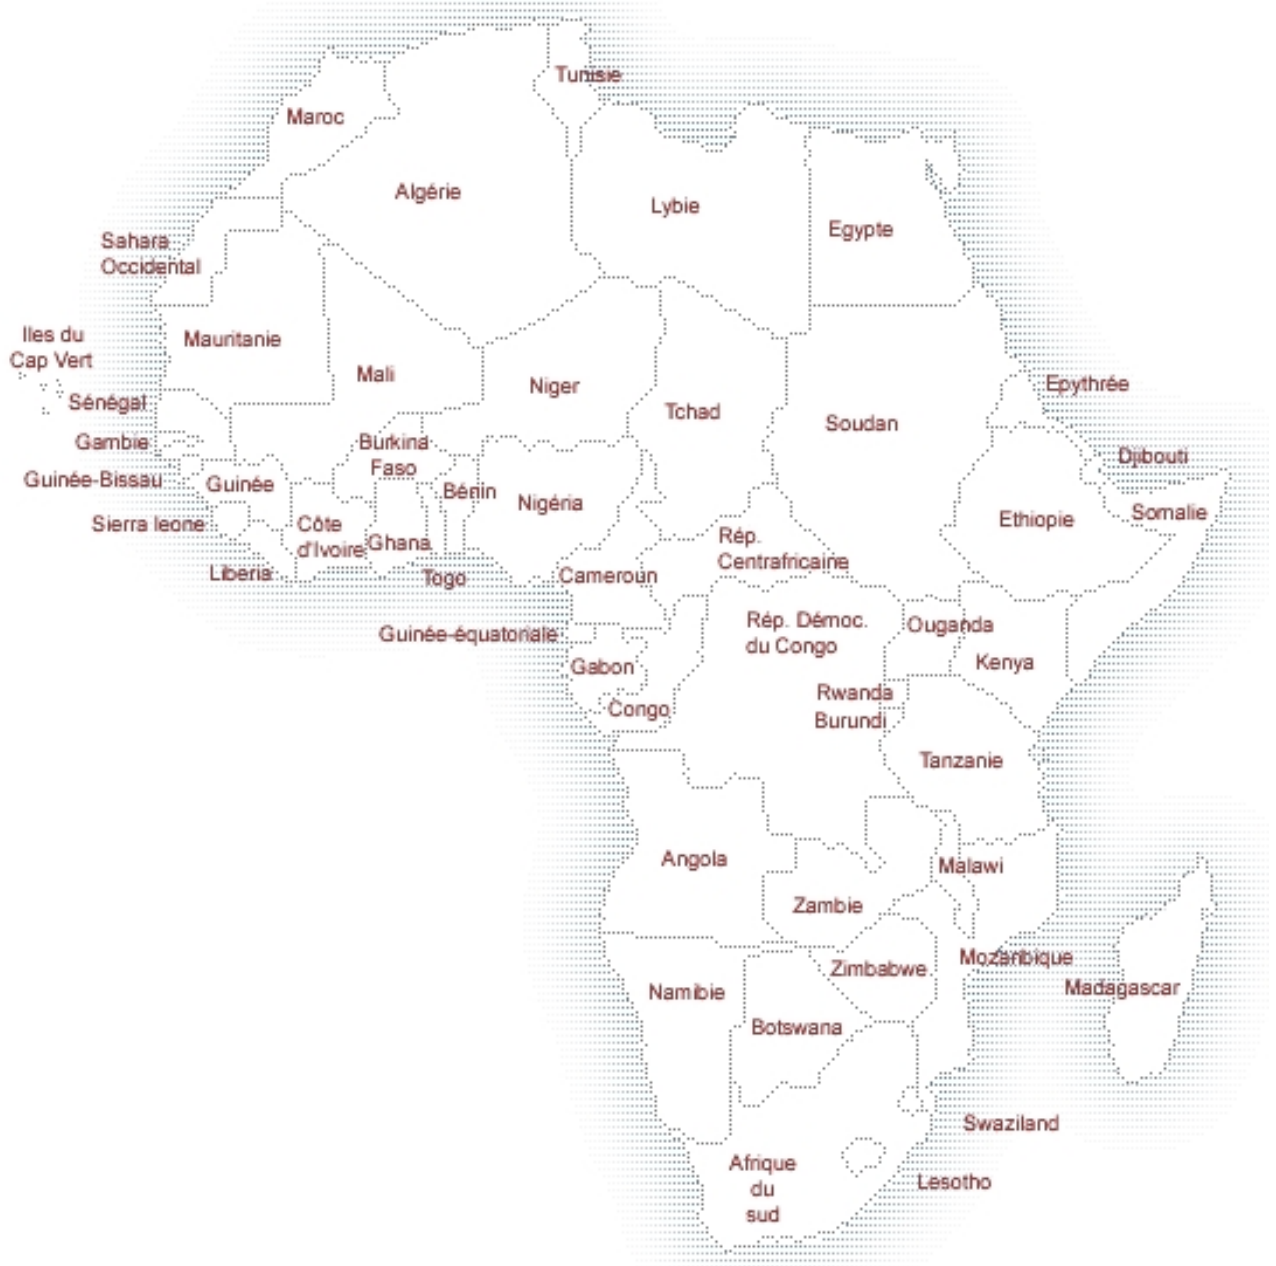 Tunisie
Maroc
Algérie
Lybie
Egypte
Sahara
Occidental
Mauritanie
Iles du
Cap Vert
Mali
Niger
Epythrée
Sénégal
Tchad
Soudan
Gambie
Burkina
Faso
Djibouti
Guinée-Bissau
Guinée
Bénin
Nigéria
Somalie
Ethiopie
Sierra leone
Côte
d'Ivoire
Ghana
Rép.
Centrafricaine
Liberia
Togo
Cameroun
Rép. Démoc.
du Congo
Ouganda
Guinée-équatoriale
Gabon
Kenya
Rwanda
Congo
Burundi
Tanzanie
Angola
Malawi
Zambie
Mozanbique
Zimbabwe
Madagascar
Namibie
Botswana
Swaziland
Afrique
du
sud
Lesotho